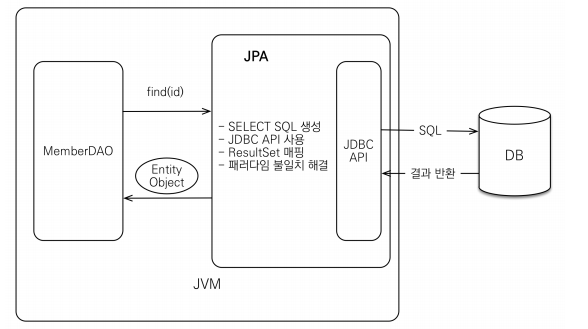 JPA
find(id)
MemberDAO
- SELECT SQL 생성
- JDBC API 사용
- ResultSet 매핑
- 패러다임 불일치 해결
JDBC
API
SQL
DB
결과 반환
Entity
Object
JVM